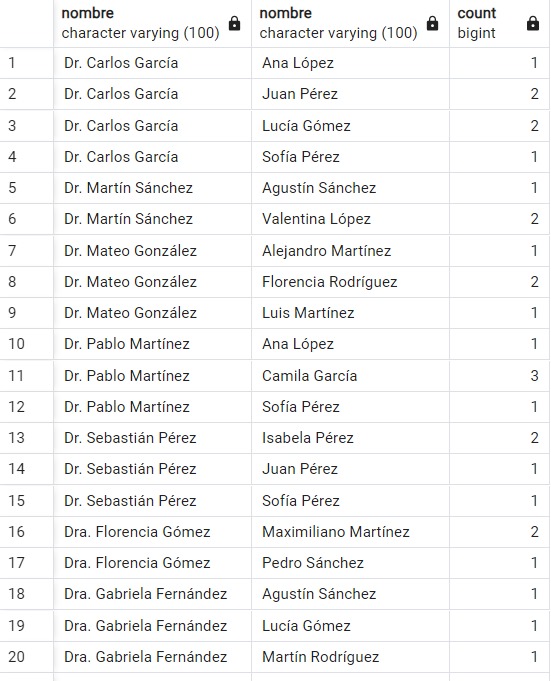 nombre nombre count
character varying (100) character varying (100) bigint
1 Dr. Carlos García Ana López 1
2 Dr. Carlos García Juan Pérez 2
3 Dr. Carlos García Lucía Gómez 2
4 Dr. Carlos García Sofía Pérez 1
5 Dr. Martín Sánchez Agustín Sánchez 1
6 Dr. Martín Sánchez Valentina López 2
7 Dr. Mateo González Alejandro Martínez 1
8 Dr. Mateo González Florencia Rodríguez 2
9 Dr. Mateo González Luis Martínez 1
10 Dr. Pablo Martínez Ana López 1
11 Dr. Pablo Martínez Camila García 3
12 Dr. Pablo Martínez Sofía Pérez 1
13 Dr. Sebastián Pérez Isabela Pérez 2
14 Dr. Sebastián Pérez Juan Pérez 1
15 Dr. Sebastián Pérez Sofía Pérez 1
16 Dra. Florencia Gómez Maximiliano Martínez 2
17 Dra. Florencia Gómez Pedro Sánchez 1
18 Dra. Gabriela Fernández Agustín Sánchez 1
19 Dra. Gabriela Fernández Lucía Gómez 1
20 Dra. Gabriela Fernández Martín Rodríguez 1